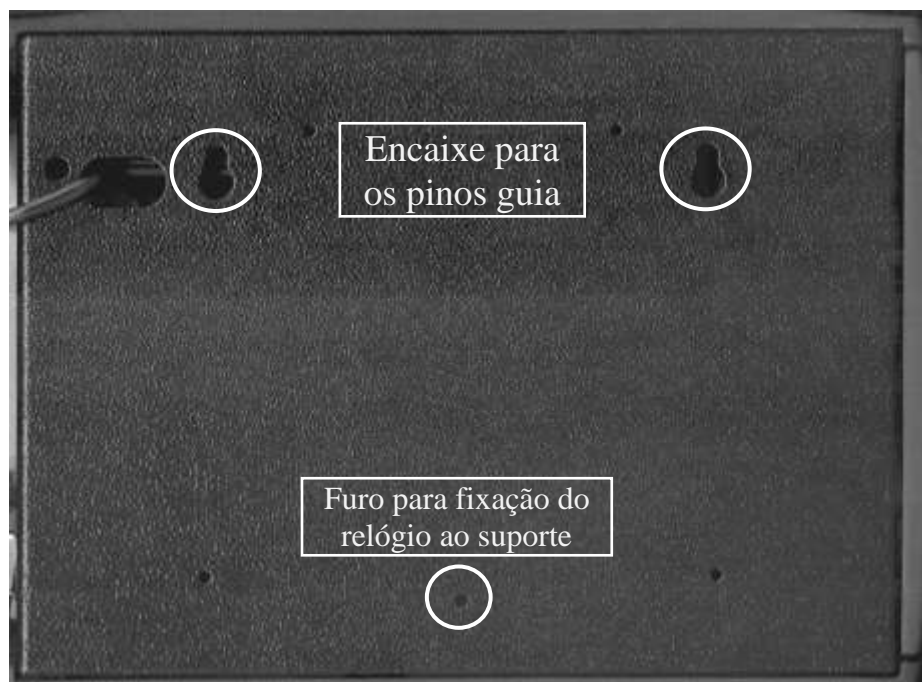 Encaixe para
os pinos guia
Furo para fixação do
relógio ao suporte